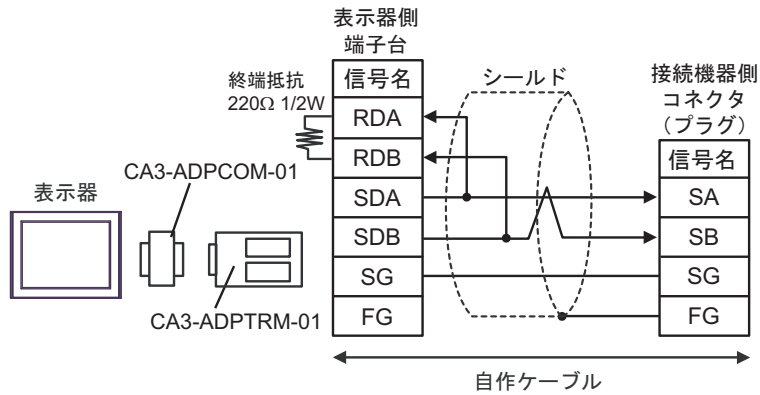 表示器側
端子台
信号名
RDA
RDB
SDA
SDB
SG
FG
終端抵抗
220Ω 1/2W
シールド
接続機器側
コネクタ
（プラグ）
信号名
SA
SB
SG
FG
表示器
CA3-ADPCOM-01
CA3-ADPTRM-01
自作ケーブル